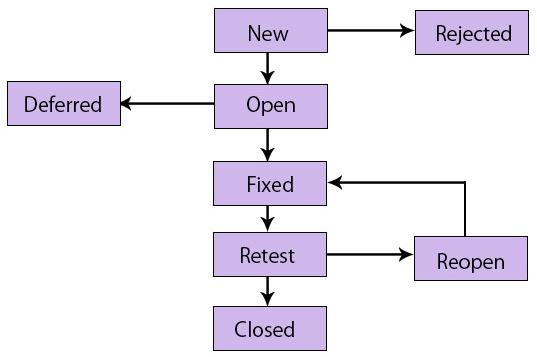 New
Rejected
Deferred
Open
Fixed
Retest
Reopen
Closed